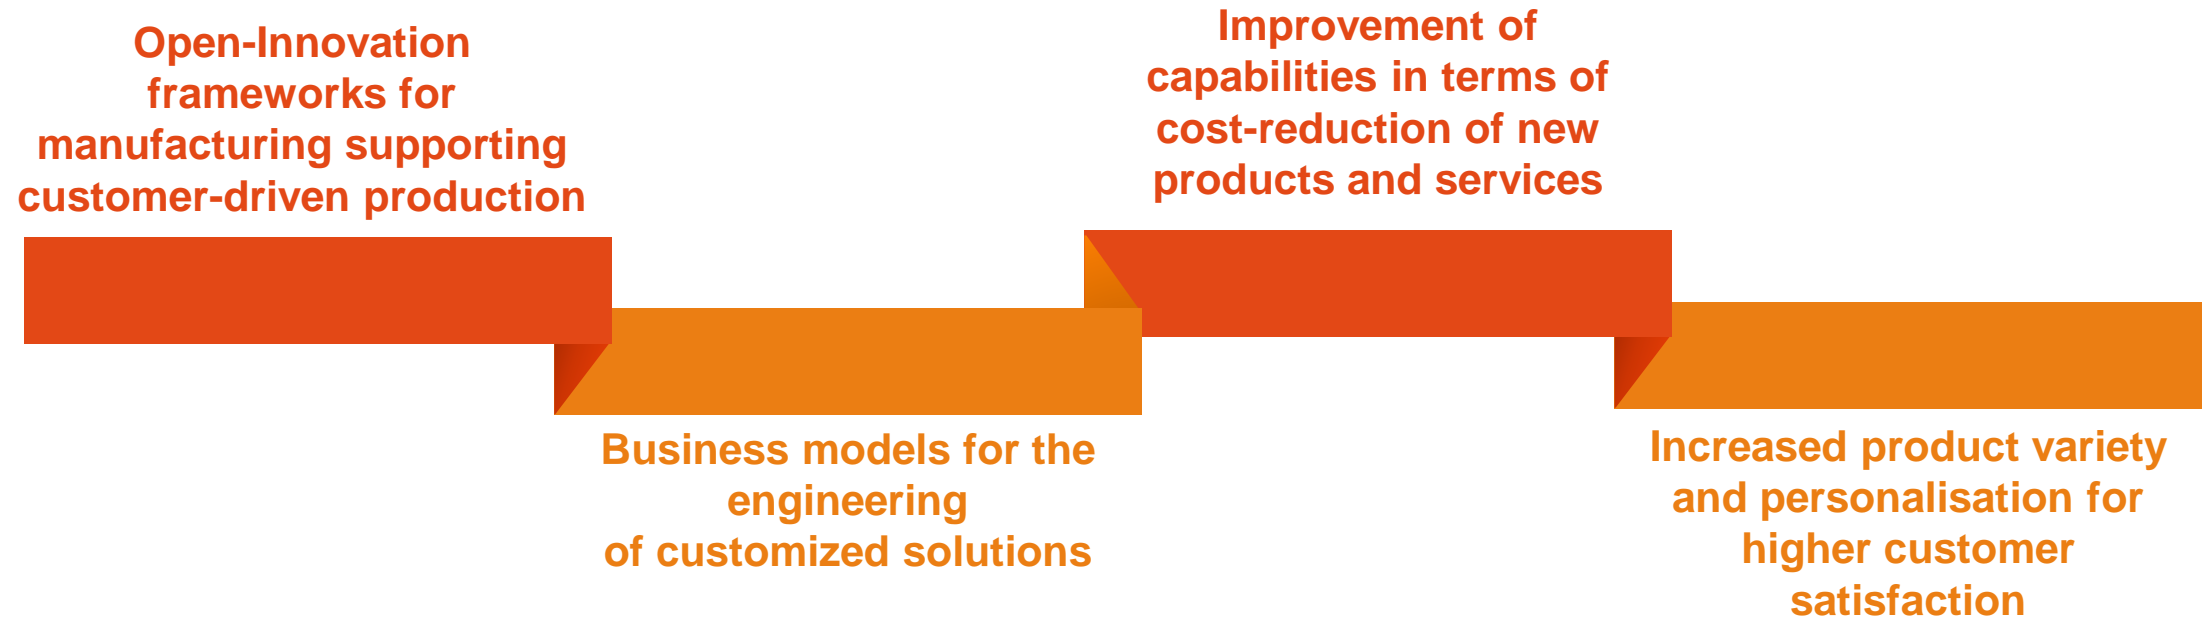 Open-Innovation
frameworks for
manufacturing supporting
customer-driven production
Business models for the
engineering
of customized solutions
Improvement of
capabilities in terms of
cost-reduction of new
products and services
Increased product variety
and personalisation for
higher customer
satisfaction